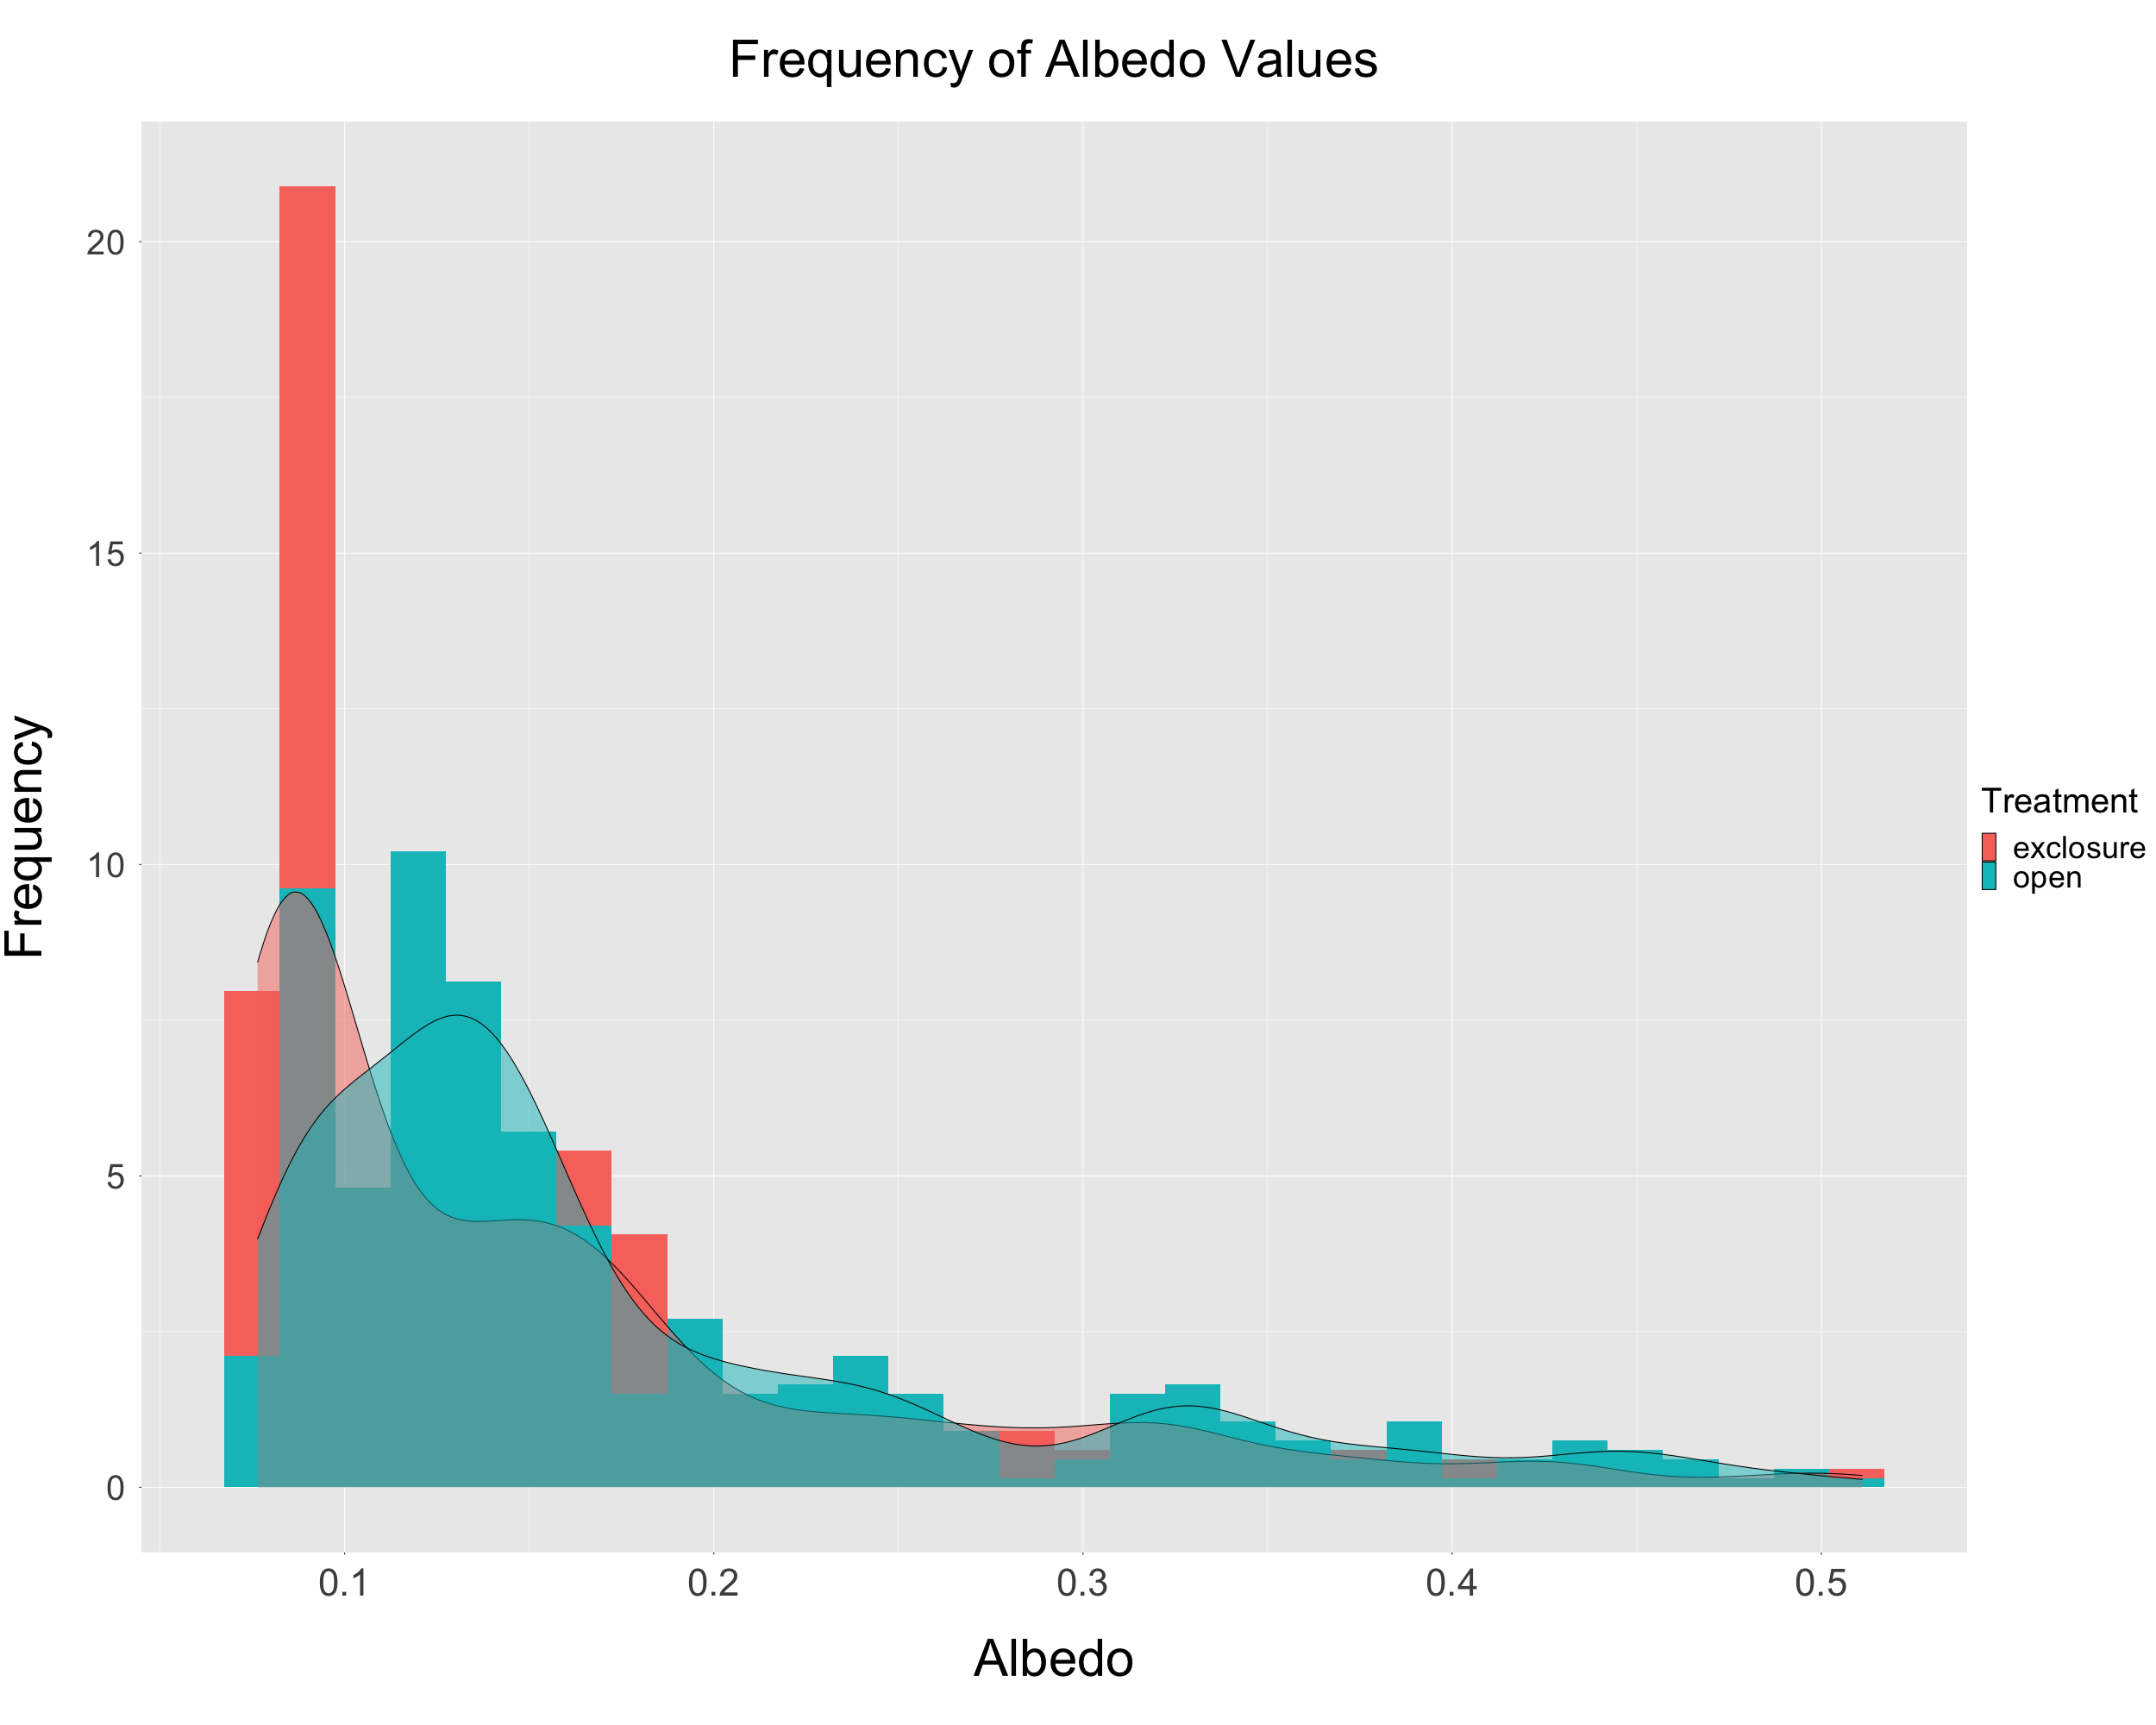 Frequency of Albedo Values
Frequency
20
15
10
5
0
0.1 0.2 0.3 0.4 0.5
Albedo
Treatment
exclosure
open